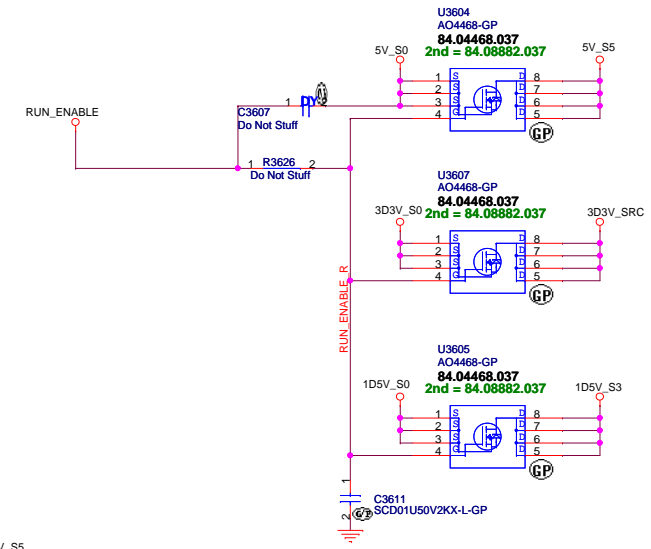 U3604
AO4468-GP
84.04468.037
2nd = 84.08882.037
5V_S0
5V_S5
1 S D 8
2 S D 7
3 S D 6
4 G D 5
GP
RUN_ENABLE
1
C3607
Do Not Stuff
1 R3626 2
Do Not Stuff
U3607
AO4468-GP
84.04468.037
2nd = 84.08882.037
3D3V_S0
3D3V_SRC
1 S D 8
2 S D 7
3 S D 6
4 G D 5
GP
RUN_ENABLE_R
U3605
AO4468-GP
84.04468.037
2nd = 84.08882.037
1D5V_S0
1D5V_S3
1 S D 8
2 S D 7
3 S D 6
4 G D 5
GP
1
C3611
SCD01U50V2KX-L-GP
2
GP